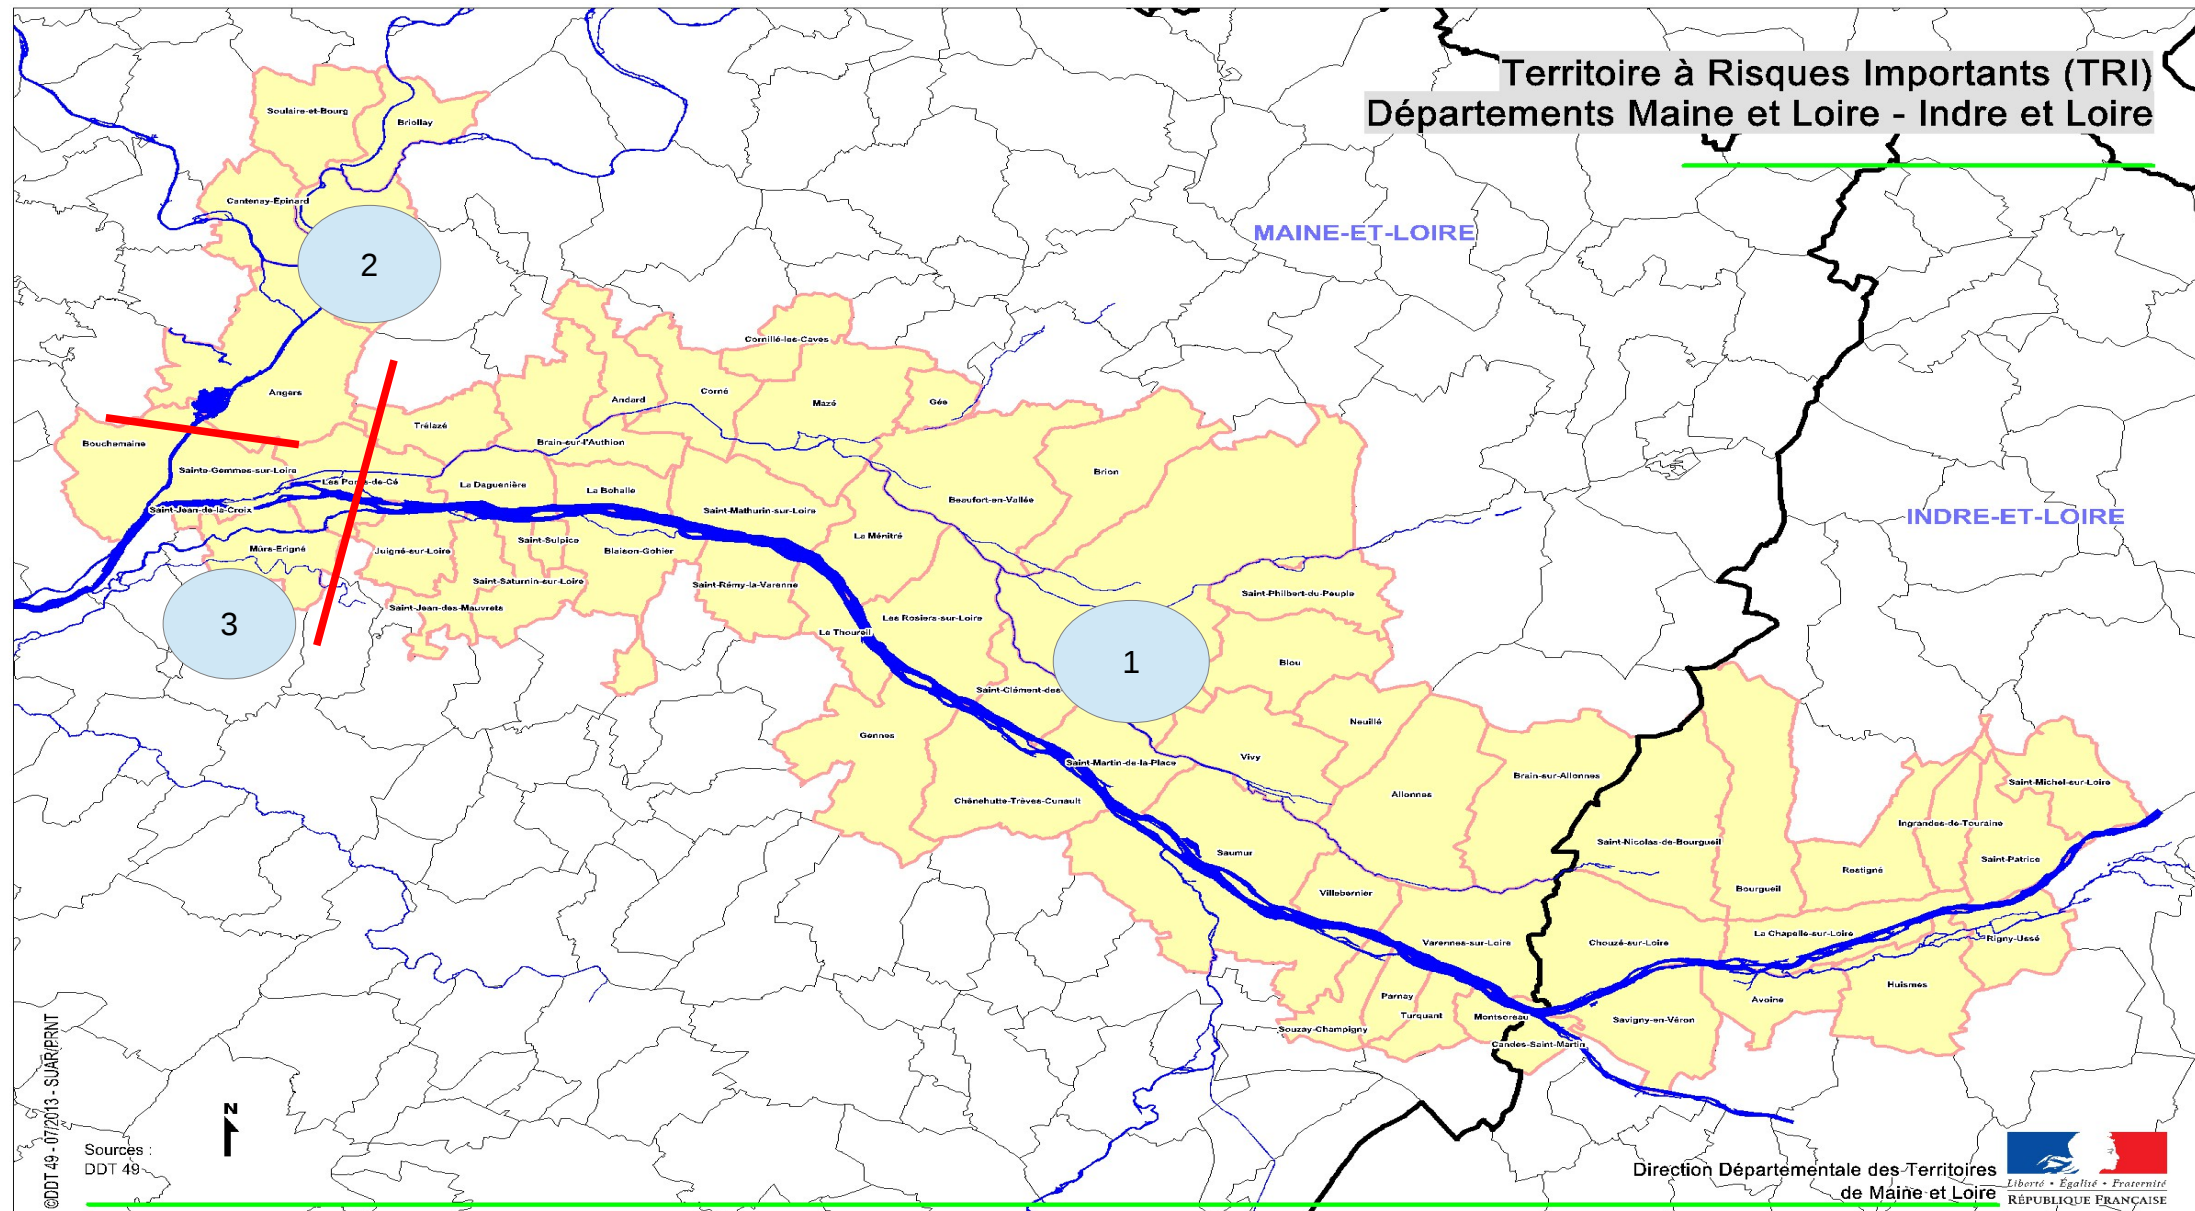 Territoire à Risques Importants (TRI)
Départements Maine et Loire - Indre et Loire
Soulaire-et-Bourg
Briollay
Cantenay-Épinard
MAINE-ET-LOIRE
2
Cornillé-les-Caves
Angers
Andard
Corné
Mazé
Gée
Trélazé
Bouchemaine
Brain-sur-l'Authion
Sainte-Gemmes-sur-Loire
Brion
Les Ponts-de-Cé
La Daguenière
La Bohalle
Beaufort-en-Vallée
Saint-Jean-de-la-Croix
Saint-Mathurin-sur-Loire
INDRE-ET-LOIRE
La Ménitré
Saint-Sulpice
Mûrs-Erigné
Juigné-sur-Loire
Blaison-Gohier
Saint-Saturnin-sur-Loire
Saint-Rémy-la-Varenne
Saint-Philbert-du-Peuple
Saint-Jean-des-Mauvrets
Les Rosiers-sur-Loire
3
La Thoureil
1
Blou
Saint-Clément-des
Neuillé
Gennes
Vivy
Saint-Martin-de-la-Place
Brain-sur-Allonnes
Saint-Michel-sur-Loire
Allonnes
Chênehutte-Trèves-Cunault
Ingrandes-de-Touraine
Saint-Nicolas-de-Bourgueil
Saumur
Saint-Patrice
Restigné
Bourgueil
Villebernier
La Chapelle-sur-Loire
Varennes-sur-Loire
Chouzé-sur-Loire
Rigny-Ussé
Huismes
Parnay
Avoine
Turquant
Montsoreau
Savigny-en-Véron
Souzay-Champigny
Candes-Saint-Martin
©DDT 49 - 07/2013 - SUAR/PRNT
N
Sources :
DDT 49
Direction Départementale des Territoires
de Maine et Loire
Liberté • Égalité • Fraternité
RÉPUBLIQUE FRANÇAISE